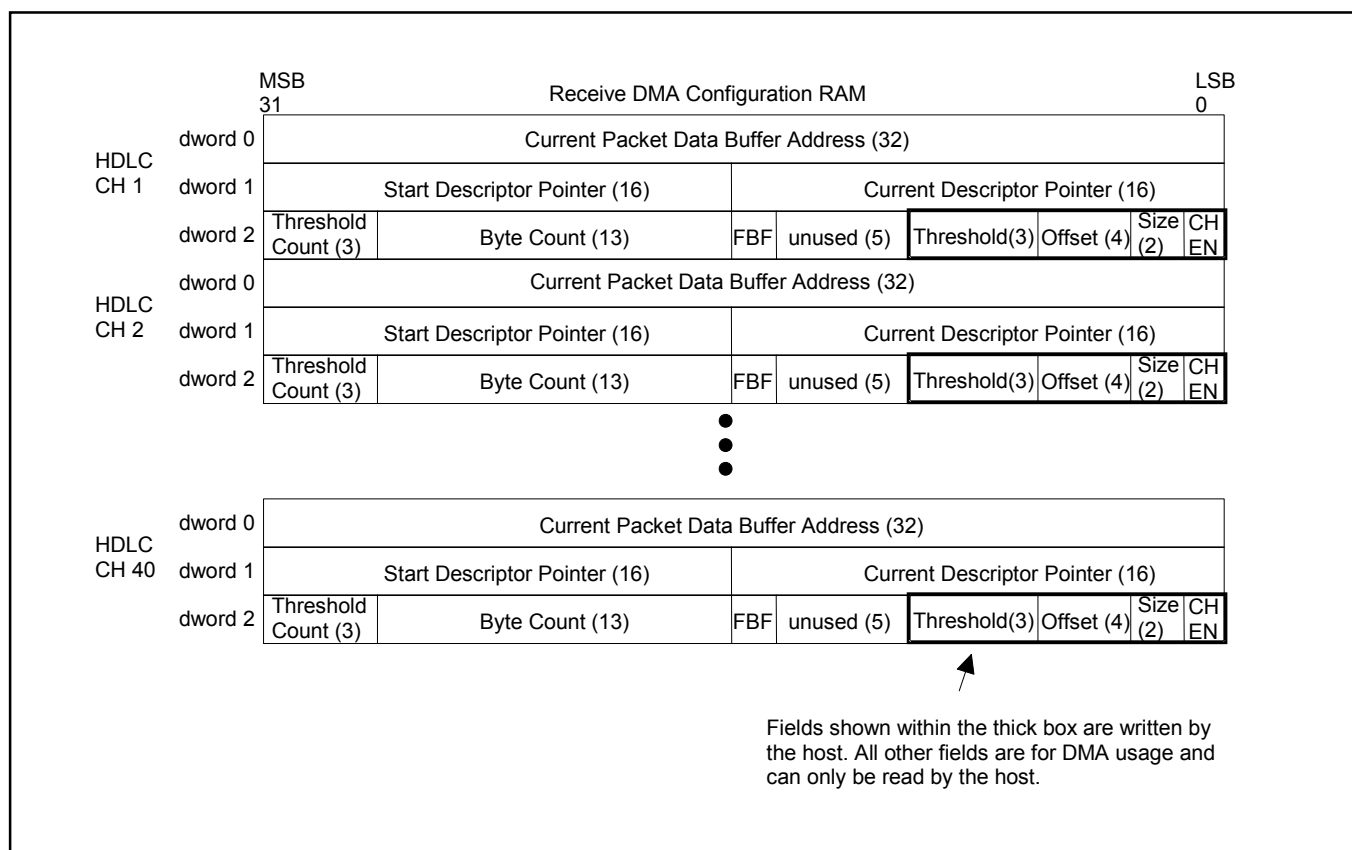 MSB
31
Receive DMA Configuration RAM
LSB
0
HDLC
CH 1
dword 0
Current Packet Data Buffer Address (32)
dword 1
Start Descriptor Pointer (16)
Current Descriptor Pointer (16)
dword 2
Threshold
Count (3)
Byte Count (13)
FBF
unused (5)
Threshold(3)
Offset (4)
Size
(2)
CH
EN
HDLC
CH 2
dword 0
Current Packet Data Buffer Address (32)
dword 1
Start Descriptor Pointer (16)
Current Descriptor Pointer (16)
dword 2
Threshold
Count (3)
Byte Count (13)
FBF
unused (5)
Threshold(3)
Offset (4)
Size
(2)
CH
EN
HDLC
CH 40
dword 0
Current Packet Data Buffer Address (32)
dword 1
Start Descriptor Pointer (16)
Current Descriptor Pointer (16)
dword 2
Threshold
Count (3)
Byte Count (13)
FBF
unused (5)
Threshold(3)
Offset (4)
Size
(2)
CH
EN
Fields shown within the thick box are written by
the host. All other fields are for DMA usage and
can only be read by the host.